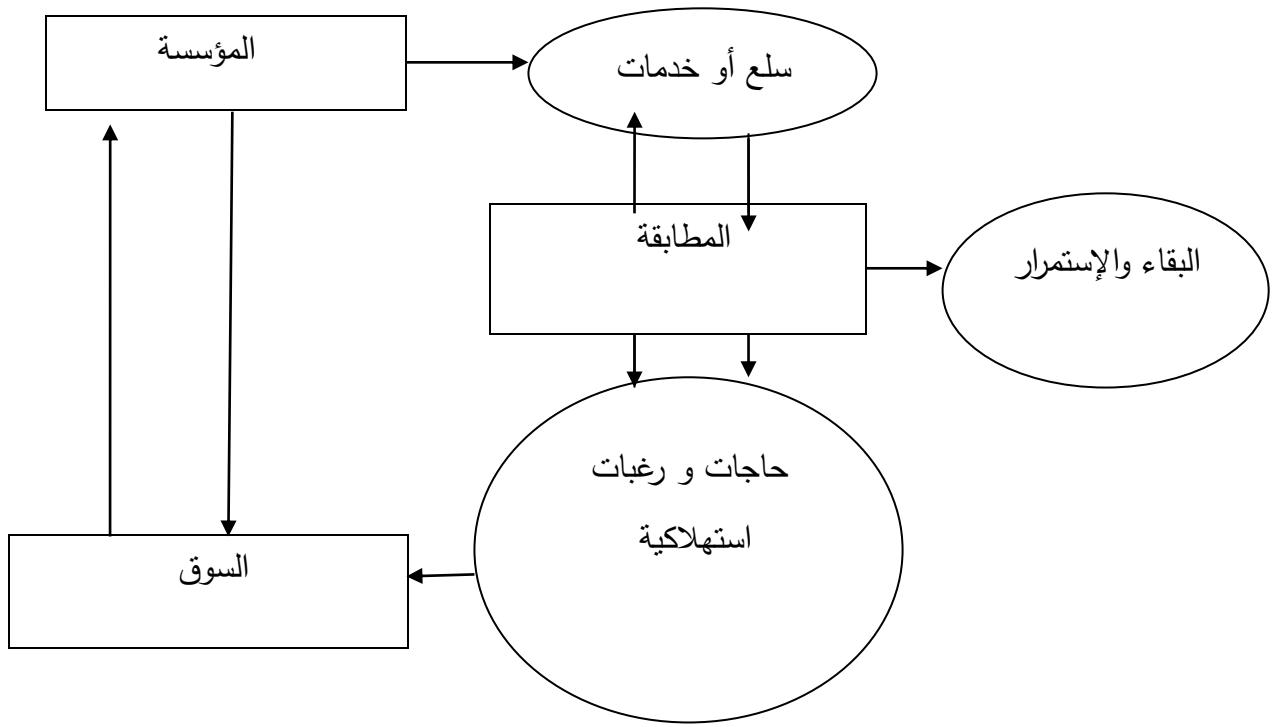 المؤسسة
سلع أو خدمات
المطابقة
البقاء والإستمرار
حاجات و رغبات
استهلاكية
السوق